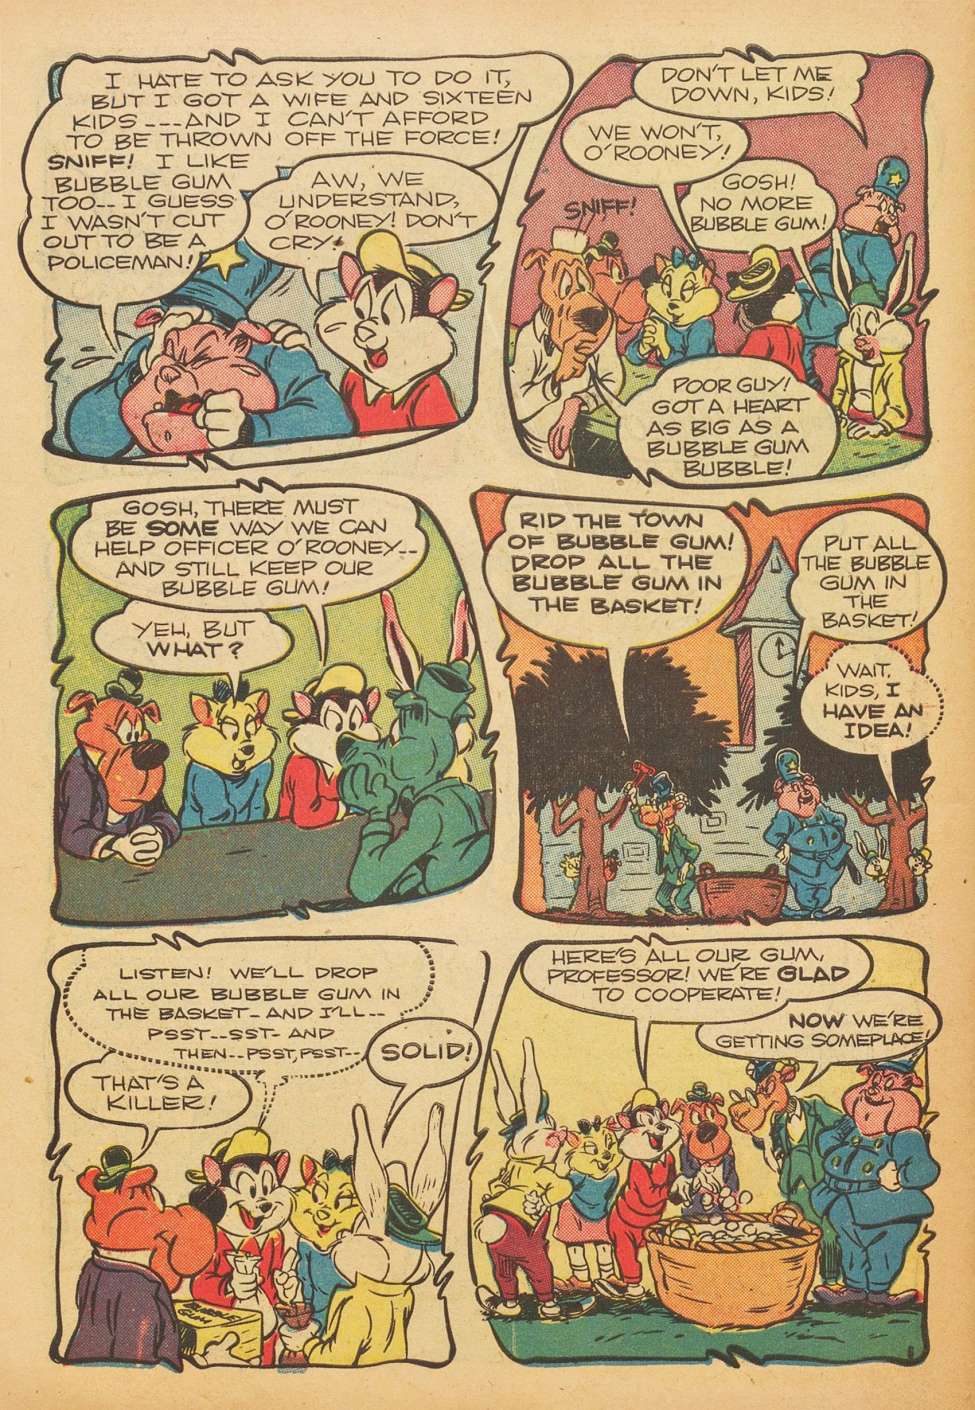 I HATE TO ASK YOU TO DO IT,
BUT I GOT A WIFE AND SIXTEEN
KIDS ---AND I CAN'T AFFORD
TO BE THROWN OFF THE FORCE!
SNIFF! I LIKE
BUBBLE GUM
TOO--I GUESS
I WASN'T CUT
OUT TO BE A
POLICEMAN!
AW, WE
UNDERSTAND,
O'ROONEY! DON'T
CRY.
DON'T LET ME
DOWN, KIDS!
WE WON'T,
O'ROONEY!
GOSH!
NO MORE
BUBBLE GUM!
SNIFF!
POOR GUY!
GOT A HEART
AS BIG AS A
BUBBLE GUM
BUBBLE!
GOSH, THERE MUST
BE SOME WAY WE CAN
HELP OFFICER O'ROONEY--
AND STILL KEEP OUR
BUBBLE GUM!
YEH, BUT
WHAT?
RID THE TOWN
OF BUBBLE GUM!
DROP ALL THE
BUBBLE GUM IN
THE BASKET!
PUT ALL
THE BUBBLE
GUM IN
THE
BASKET!
WAIT,
KIDS, I
HAVE AN
IDEA!
LISTEN! WE'LL DROP
ALL OUR BUBBLE GUM IN
THE BASKET-AND I'LL--
PSST--SST- AND
THEN--PSST, PSST--
SOLID!
THAT'S A
KILLER!
BUBBLE
GUM
HERE'S ALL OUR GUM,
PROFESSOR! WE'RE GLAD
TO COOPERATE!
NOW WE'RE
GETTING SOMEPLACE!